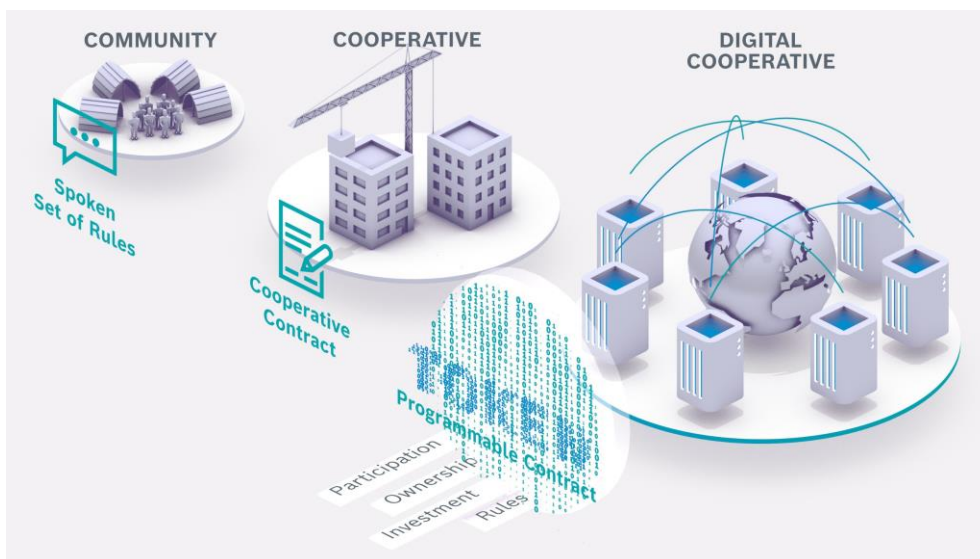 COMMUNITY
Spoken
Set of Rules
COOPERATIVE
Cooperative
Contract
DIGITAL
COOPERATIVE
TOKEN
Programmable Contract
Participation
Ownership
Investment
Rules